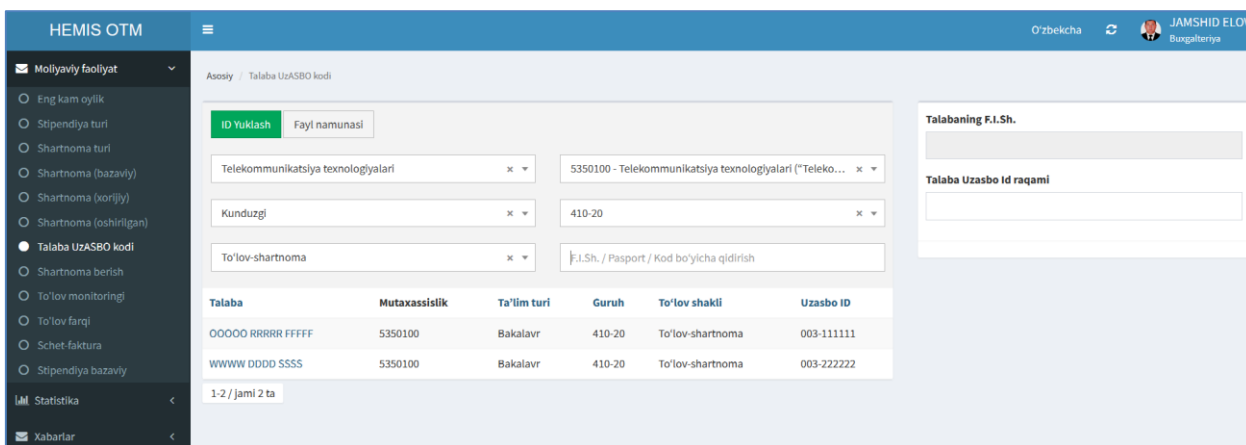 HEMIS OTM
O'zbekcha
JAMSHID ELOV
Buxgalteriya
Moliyaviy faoliyat
Eng kam oylik
Stipendiya turi
Shartnoma turi
Shartnoma (bazaviy)
Shartnoma (xorijiy)
Shartnoma (oshirilgan)
Talaba UzASBO kodi
Shartnoma berish
To'lov monitoringi
To'lov farqi
Schet-faktura
Stipendiya bazaviy
Statistika
Xabarlar
Asosiy / Talaba UzASBO kodi
ID Yuklash Fayl namunasi
Telekommunikatsiya texnologiyalari × 5350100 - Telekommunikatsiya texnologiyalari ("Teleko... ×
Kunduzgi × 410-20 ×
To'lov-shartnoma × F.I.Sh. / Pasport / Kod bo'yicha qidirish
Talaba Mutaxassislik Ta'lim turi Guruh To'lov shakli Uzasbo ID
OOOOO RRRRR FFFFF 5350100 Bakalavr 410-20 To'lov-shartnoma 003-111111
WWWW DDDD SSSS 5350100 Bakalavr 410-20 To'lov-shartnoma 003-222222
1-2 / jami 2 ta
Talabaning F.I.Sh.
Talaba Uzasbo Id raqami